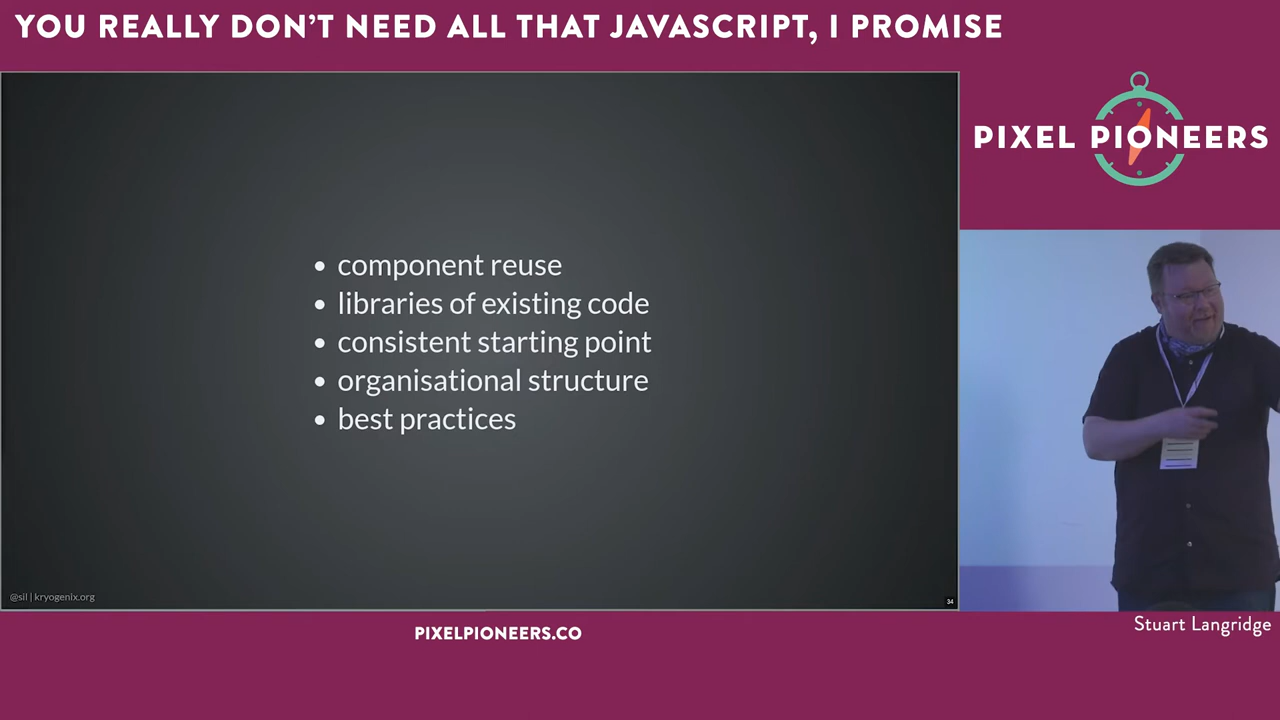 YOU REALLY DON'T NEED ALL THAT JAVASCRIPT, I PROMISE
PIXEL PIONEERS
• component reuse
• libraries of existing code
• consistent starting point
• organisational structure
• best practices
@sil | kryogenix.org
34
Stuart Langridge
PIXELPIONEERS.CO